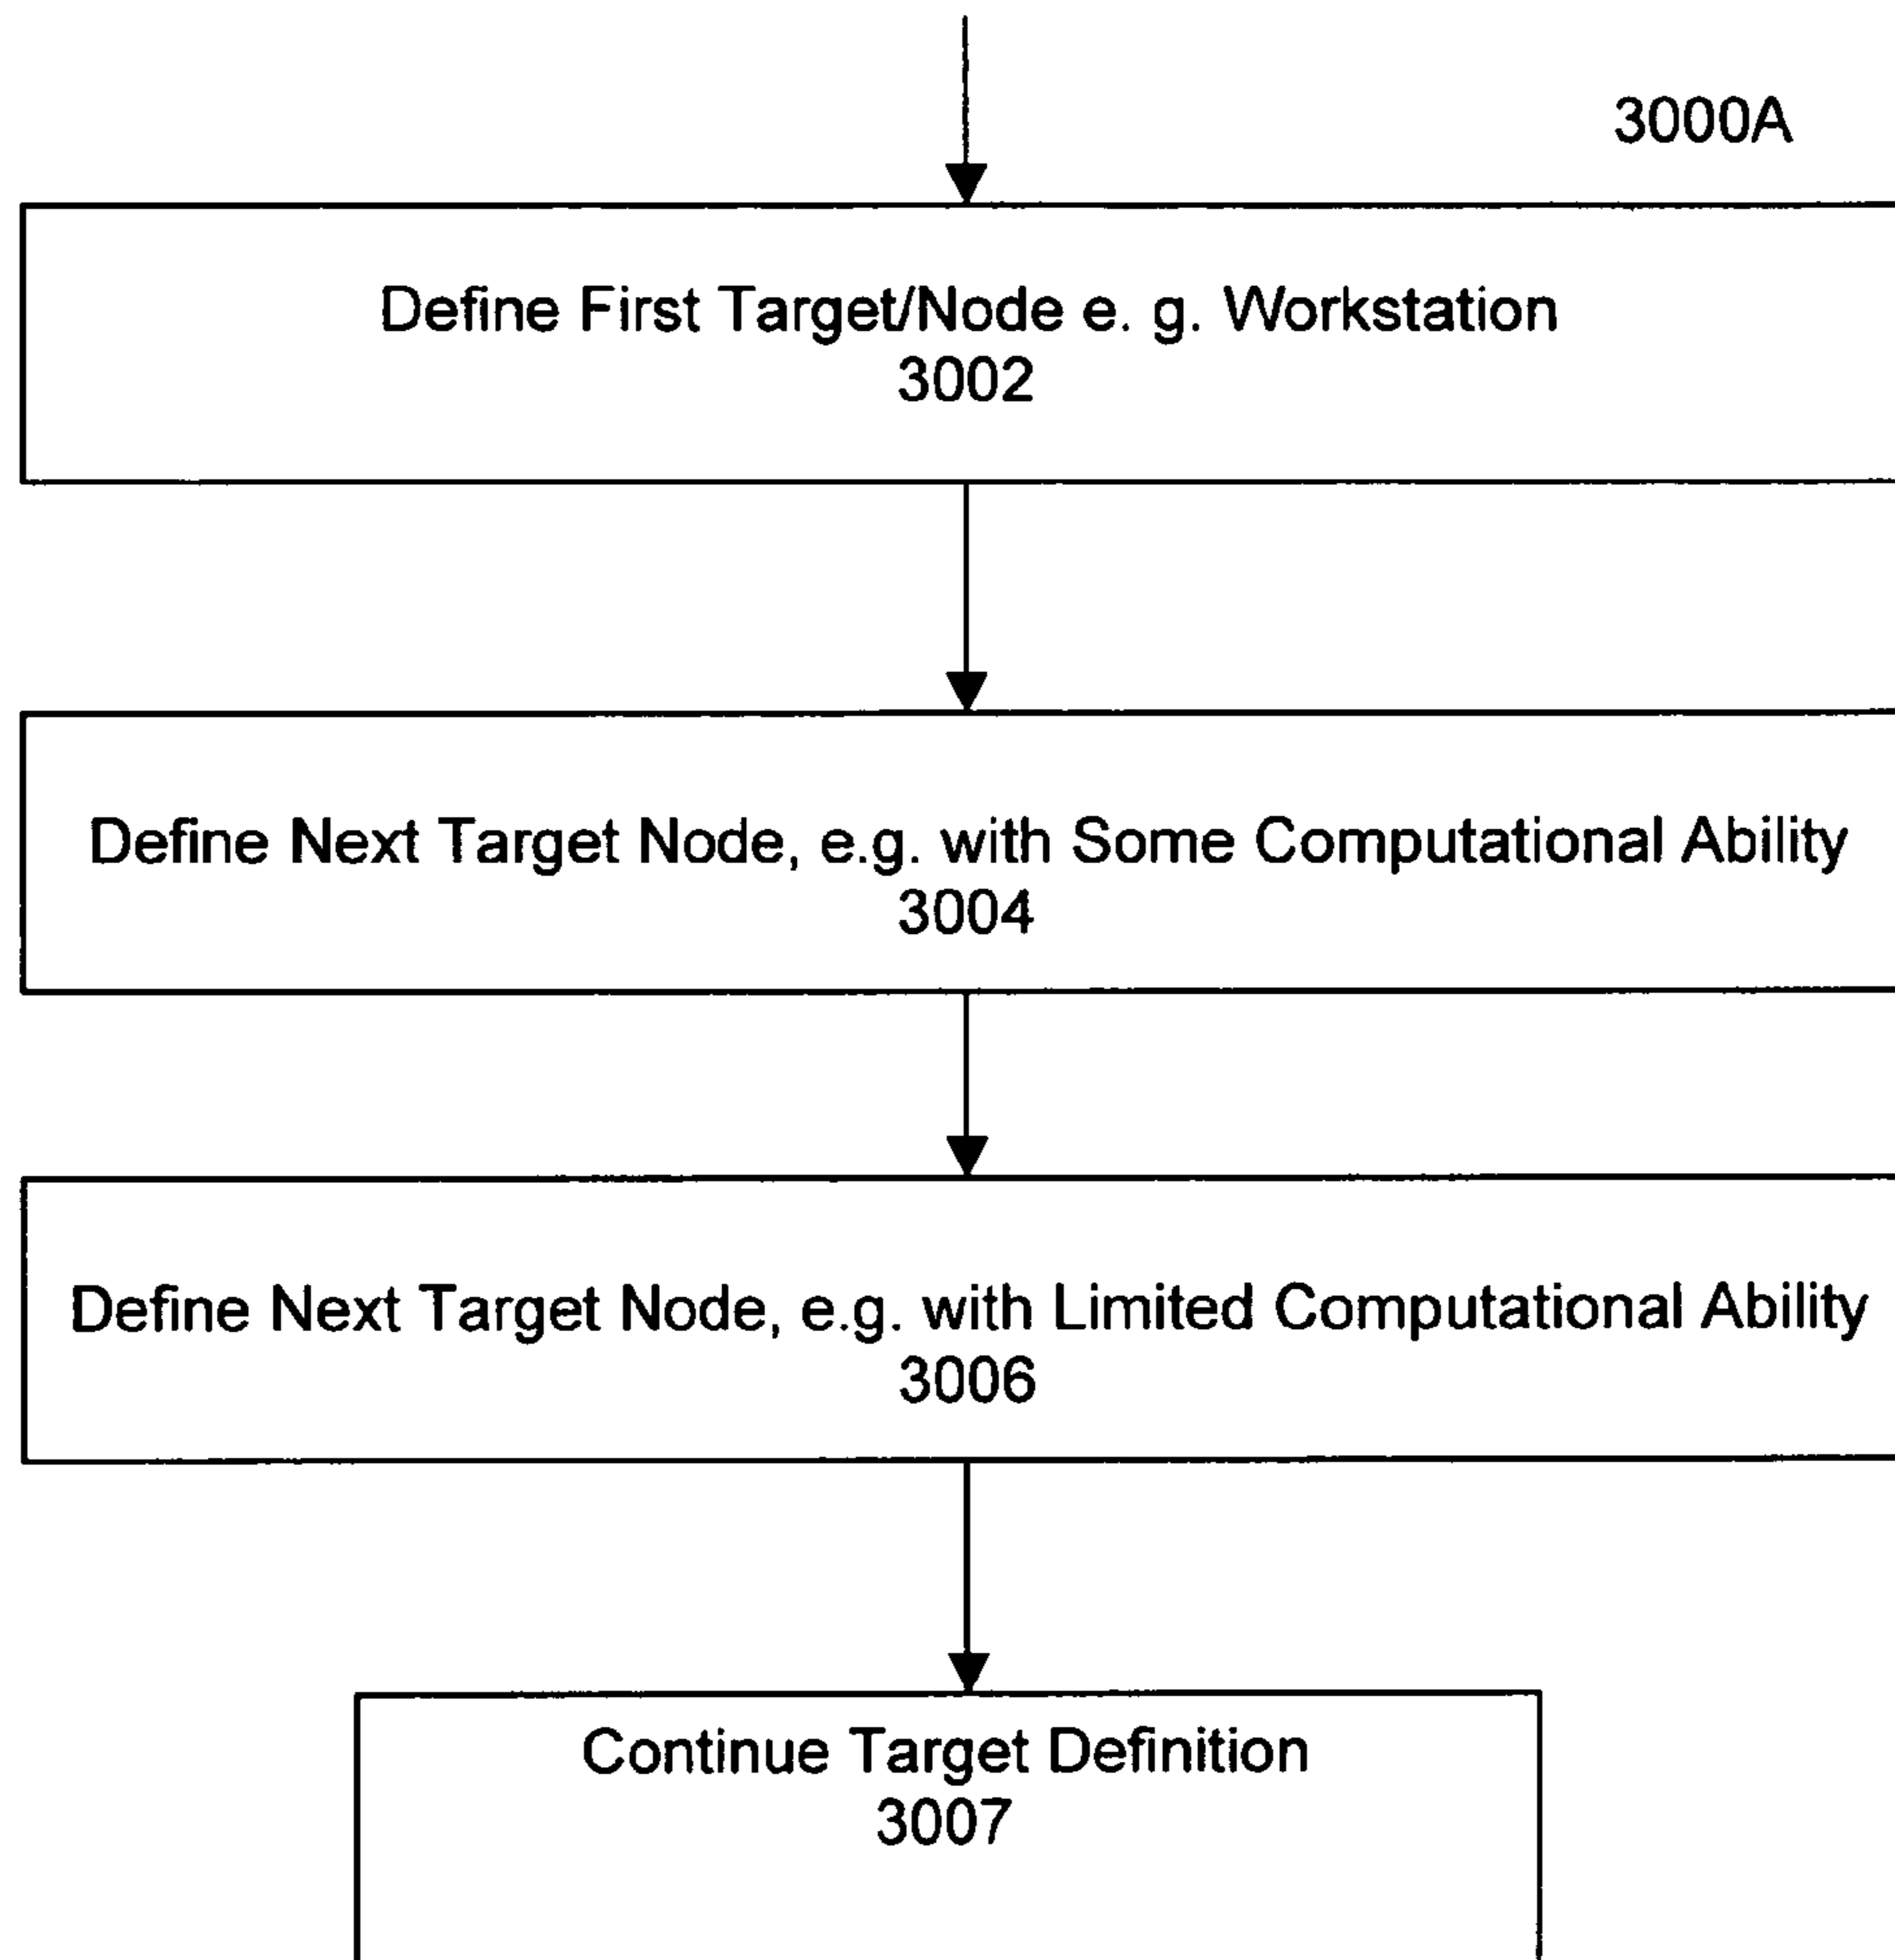 3000A
Define First Target/Node e. g. Workstation
3002
Define Next Target Node, e.g. with Some Computational Ability
3004
Define Next Target Node, e.g. with Limited Computational Ability
3006
Continue Target Definition
3007